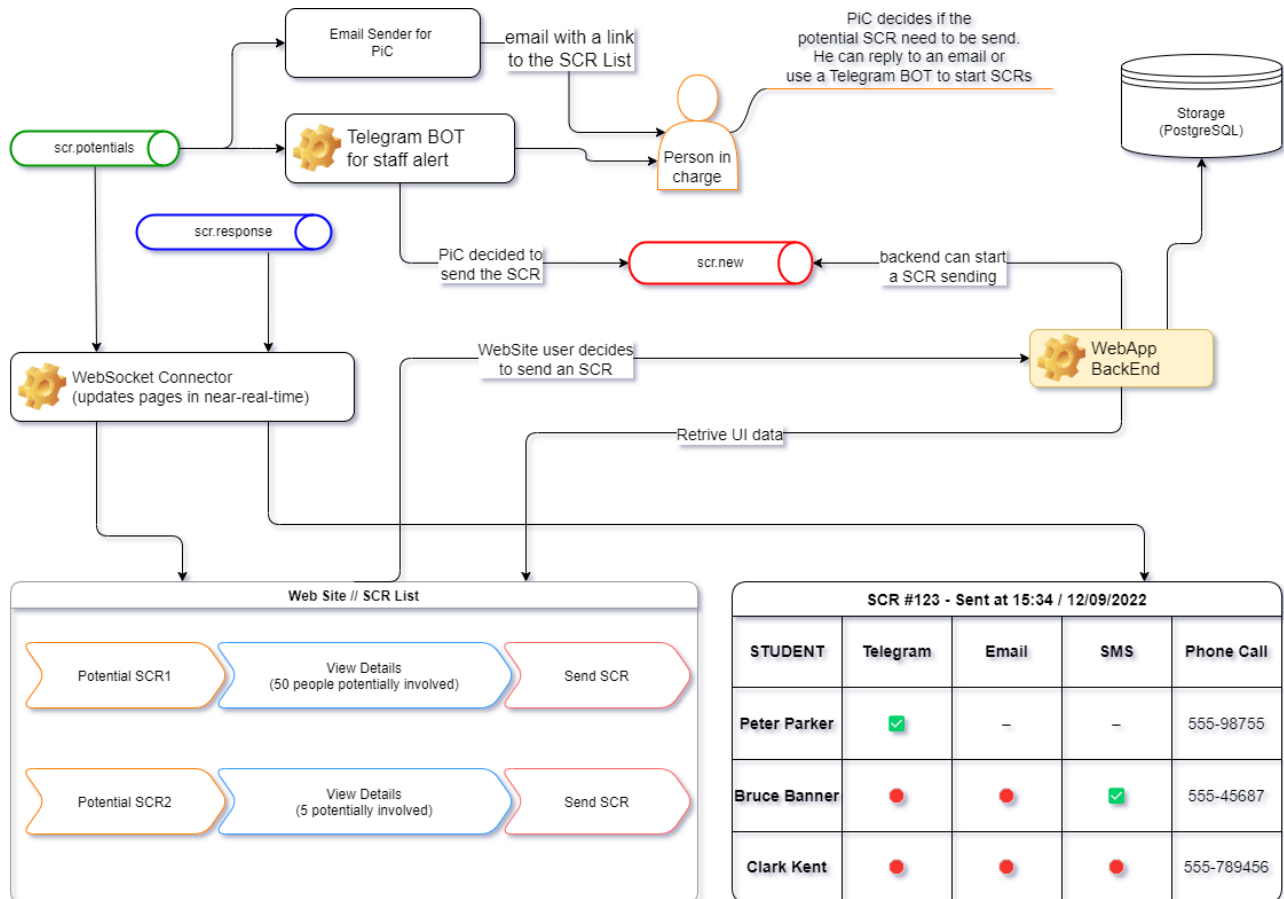 Email Sender for
PiC
email with a link
to the SCR List
PiC decides if the
potential SCR need to be send.
He can reply to an email or
use a Telegram BOT to start SCRs
Storage
(PostgreSQL)
scr.potentials
Telegram BOT
for staff alert
Person in
charge
scr.response
PiC decided to
send the SCR
scr.new
backend can start
a SCR sending
WebSocket Connector
(updates pages in near-real-time)
WebSite user decides
to send an SCR
WebApp
BackEnd
Retrive UI data
Web Site // SCR List
Potential SCR1
View Details
(50 people potentially involved)
Send SCR
Potential SCR2
View Details
(5 potentially involved)
Send SCR
SCR #123 - Sent at 15:34 / 12/09/2022
STUDENT Telegram Email SMS Phone Call
Peter Parker – – 555-98755
Bruce Banner 555-45687
Clark Kent 555-789456